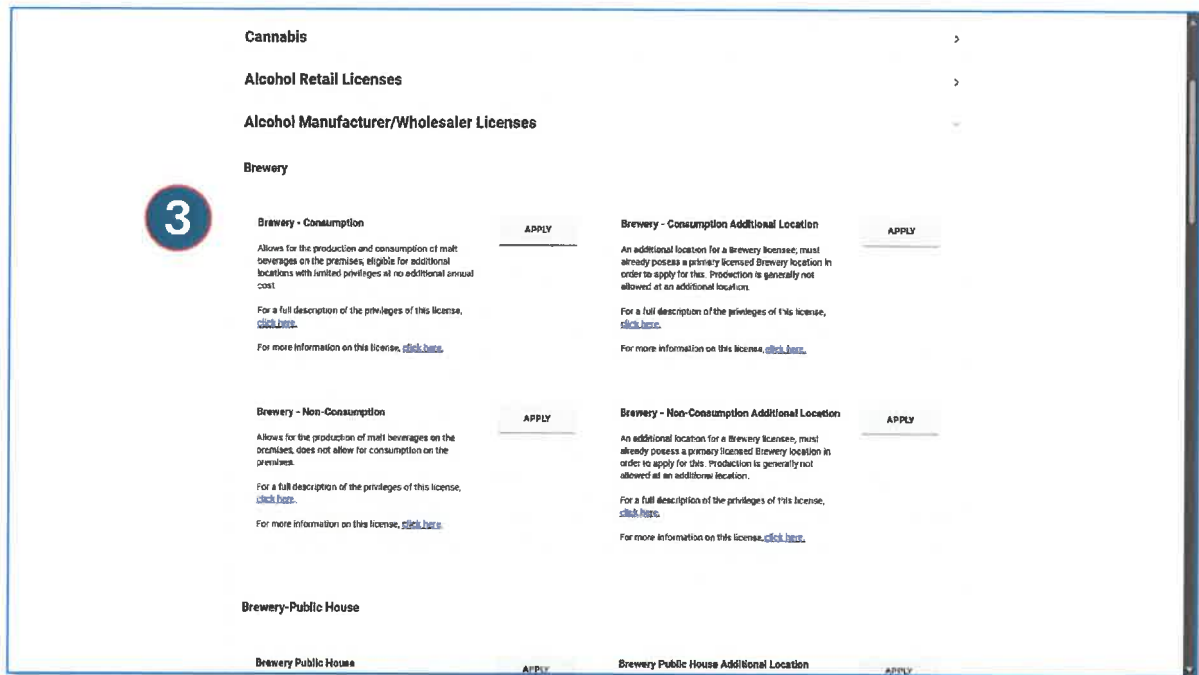 Cannabis
Alcohol Retail Licenses
Alcohol Manufacturer/Wholesaler Licenses
Brewery
3
Brewery - Consumption
APPLY
Allows for the production and consumption of malt
beverages on the premises, eligible for additional
locations with limited privileges at no additional annual
cost
For a full description of the privileges of this license,
click here.
For more information on this license, click here.
Brewery - Consumption Additional Location
APPLY
An additional location for a Brewery licensee; must
already posess a primary licensed Brewery location in
order to apply for this. Production is generally not
allowed at an additional location.
For a full description of the privileges of this license,
click here.
For more information on this license, click here.
Brewery - Non-Consumption
APPLY
Allows for the production of malt beverages on the
premises, does not allow for consumption on the
premises.
For a full description of the privileges of this license,
click here.
For more information on this license, click here.
Brewery - Non-Consumption Additional Location
APPLY
An additional location for a Brewery licensee, must
already posess a primary licensed Brewery location in
order to apply for this. Production is generally not
allowed at an additional location.
For a full description of the privileges of this license,
click here.
For more information on this license, click here.
Brewery-Public House
Brewery Public House
APPLY
Brewery Public House Additional Location
APPLY